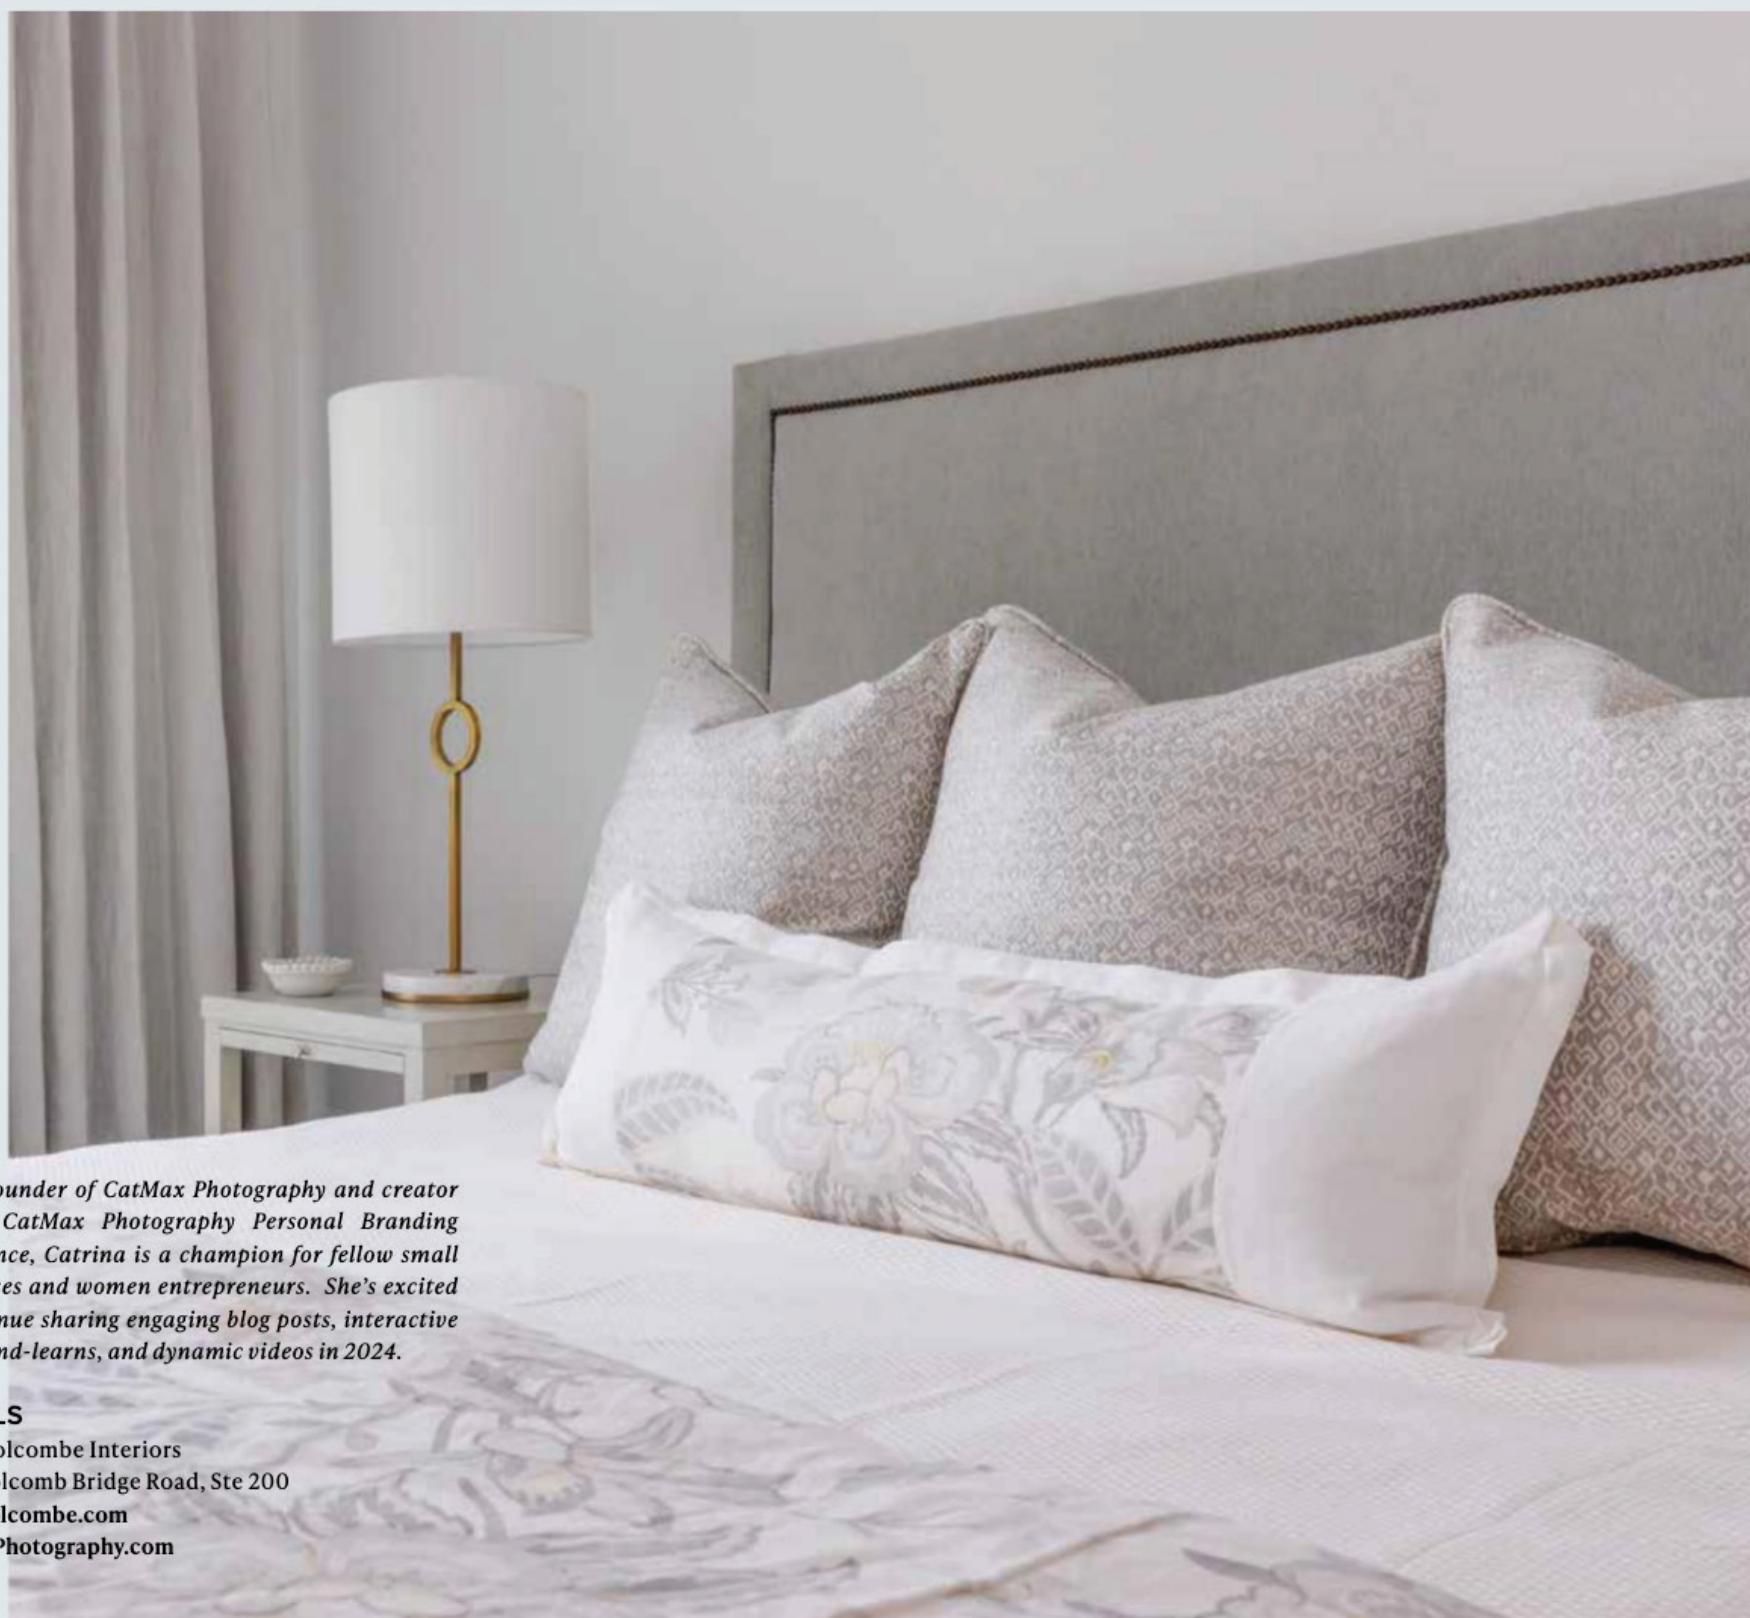 ounder of CatMax Photography and creator
CatMax Photography Personal Branding
nce, Catrina is a champion for fellow small
es and women entrepreneurs. She’s excited
nue sharing engaging blog posts, interactive
nd-learns, and dynamic videos in 2024.
LS
olcombe Interiors
lcomb Bridge Road, Ste 200
lcombe.com
Photography.com